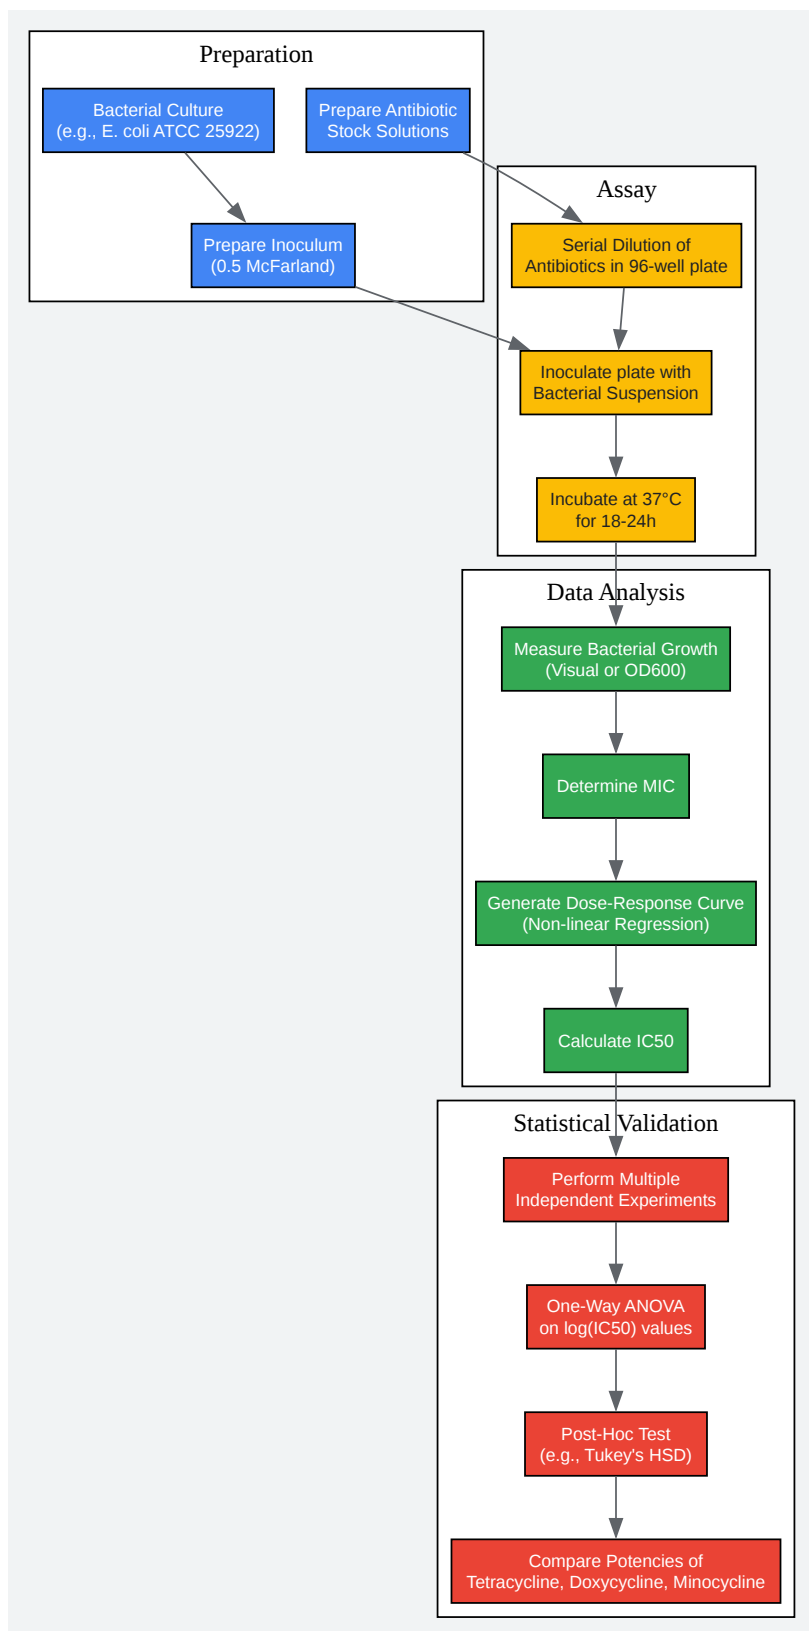 Preparation
Bacterial Culture
(e.g., E. coli ATCC 25922)
Prepare Antibiotic
Stock Solutions
Prepare Inoculum
(0.5 McFarland)
Assay
Serial Dilution of
Antibiotics in 96-well plate
Inoculate plate with
Bacterial Suspension
Incubate at 37°C
for 18-24h
Data Analysis
Measure Bacterial Growth
(Visual or OD600)
Determine MIC
Generate Dose-Response Curve
(Non-linear Regression)
Calculate IC50
Statistical Validation
Perform Multiple
Independent Experiments
One-Way ANOVA
on log(IC50) values
Post-Hoc Test
(e.g., Tukey's HSD)
Compare Potencies of
Tetracycline, Doxycycline, Minocycline